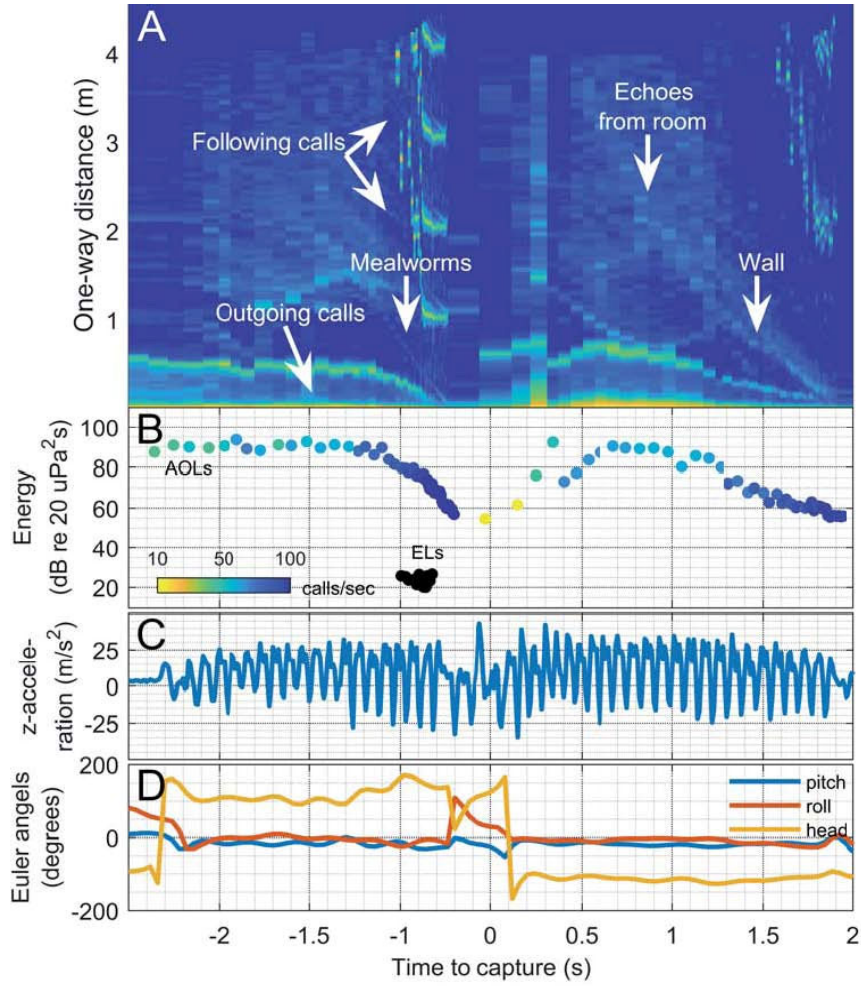 A
One-way distance (m)
4
3
2
1
Following calls
Echoes
from room
Mealworms
Wall
Outgoing calls
B
Energy
(dB re 20 uPa²s)
100
80
60
40
20
AOLs
ELs
10
50
100
calls/sec
C
z-accele-
ration (m/s²)
25
0
-25
D
Euler angels
(degrees)
200
0
-200
pitch
roll
head
-2
-1.5
-1
-0.5
0
0.5
1
1.5
2
Time to capture (s)